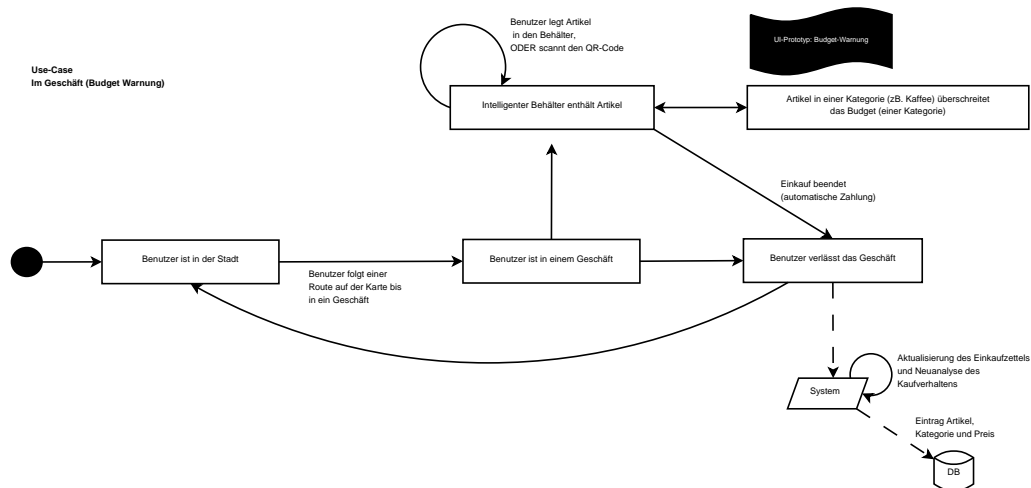 Benutzer legt Artikel
in den Behälter,
ODER scannt den QR-Code
UI-Prototyp: Budget-Warnung
Use-Case
Im Geschäft (Budget Warnung)
Intelligenter Behälter enthält Artikel
Artikel in einer Kategorie (zB. Kaffee) überschreitet
das Budget (einer Kategorie)
Einkauf beendet
(automatische Zahlung)
Benutzer ist in der Stadt
Benutzer ist in einem Geschäft
Benutzer verlässt das Geschäft
Benutzer folgt einer
Route auf der Karte bis
in ein Geschäft
Aktualisierung des Einkaufzettels
und Neuanalyse des
Kaufverhaltens
System
Eintrag Artikel,
Kategorie und Preis
DB